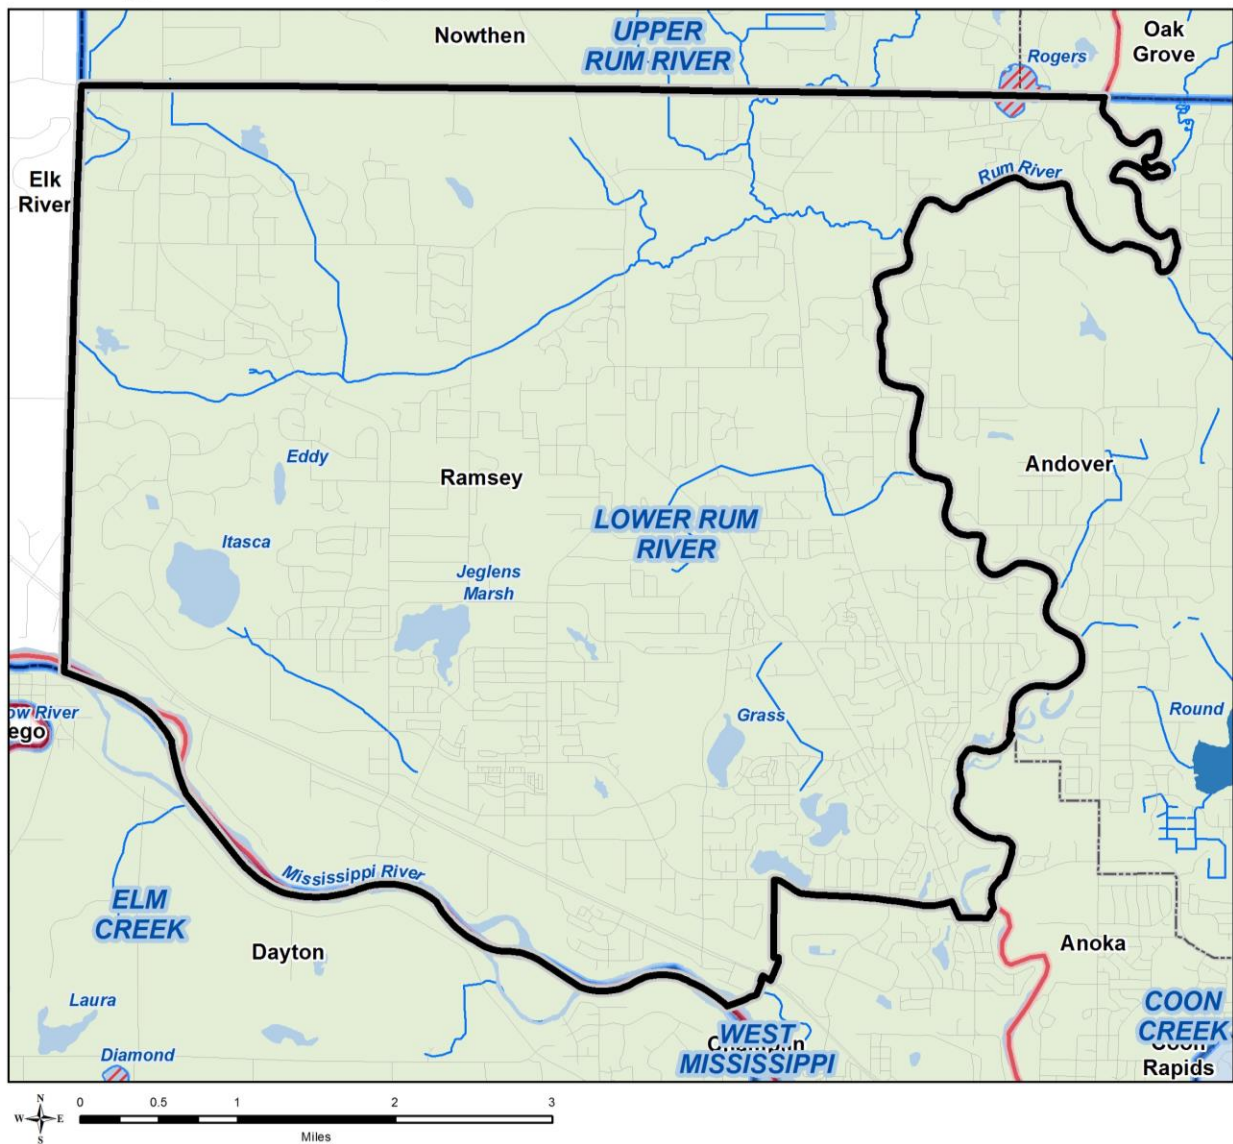 Nowthen
UPPER
RUM RIVER
Oak
Grove
Rogers
Elk
River
Rum River
Eddy
Ramsey
Andover
LOWER RUM
RIVER
Itasca
Jeglens
Marsh
Grass
Round
ow River
ego
Mississippi River
ELM
CREEK
Dayton
Anoka
Laura
Diamond
WEST
MISSISSIPPI
COON
CREEK
Rapids
N
W E
S
0 0.5 1 2 3
Miles